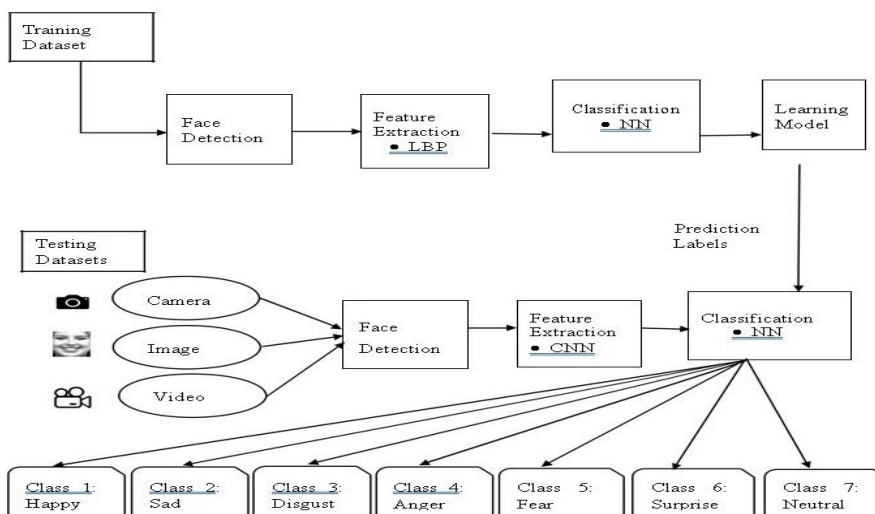 Training
Dataset
Face
Detection
Feature
Extraction
• LBP
Classification
• NN
Learning
Model
Prediction
Labels
Testing
Datasets
Camera
Image
Video
Face
Detection
Feature
Extraction
• CNN
Classification
• NN
Class 1:
Happy
Class 2:
Sad
Class 3:
Disgust
Class 4:
Anger
Class 5:
Fear
Class 6:
Surprise
Class 7:
Neutral